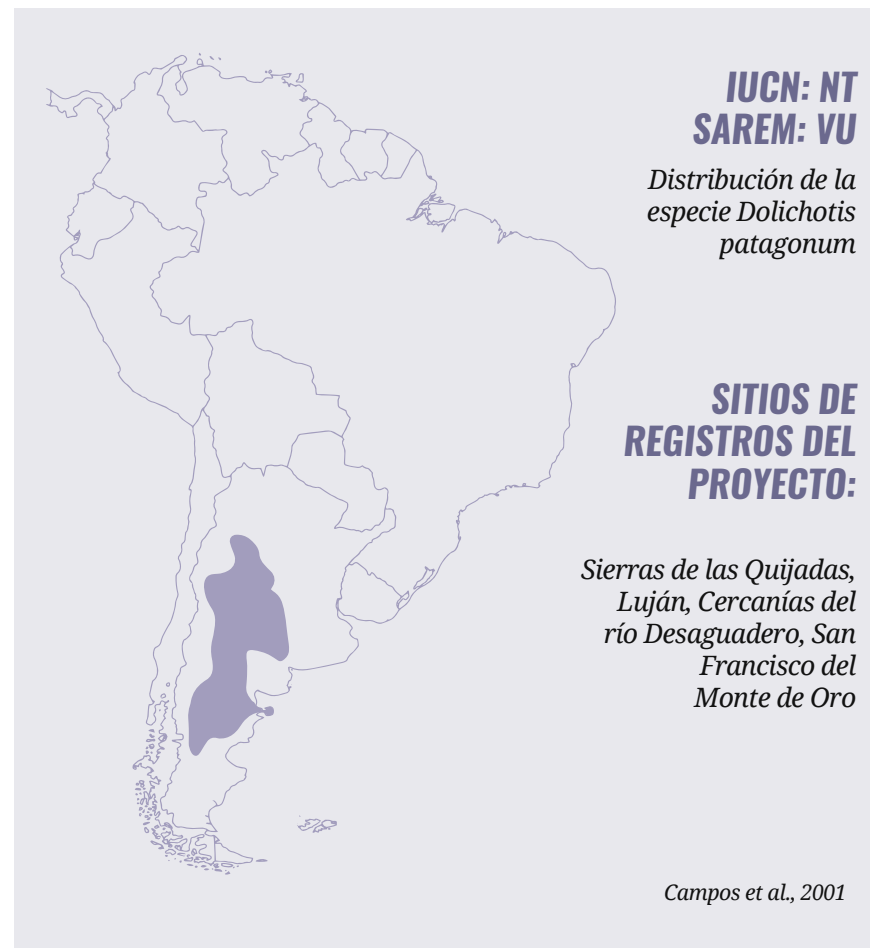 IUCN: NT
SAREM: VU
Distribución de la
especie Dolichotis
patagonum
SITIOS DE
REGISTROS DEL
PROYECTO:
Sierras de las Quijadas,
Luján, Cercanías del
río Desaguadero, San
Francisco del
Monte de Oro
Campos et al., 2001